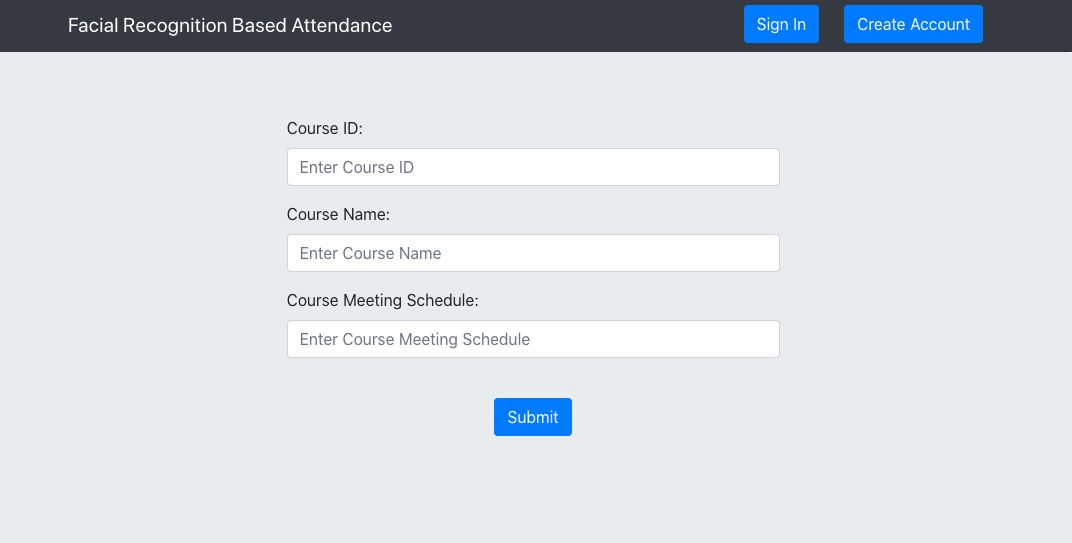 Facial Recognition Based Attendance
Sign In
Create Account
Course ID:
Enter Course ID
Course Name:
Enter Course Name
Course Meeting Schedule:
Enter Course Meeting Schedule
Submit